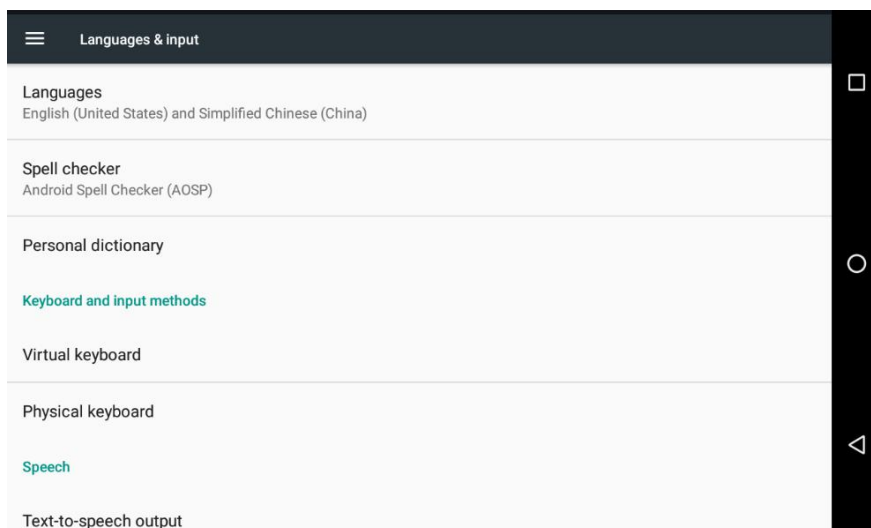 Languages & input
Languages
English (United States) and Simplified Chinese (China)
Spell checker
Android Spell Checker (AOSP)
Personal dictionary
Keyboard and input methods
Virtual keyboard
Physical keyboard
Speech
Text-to-speech output